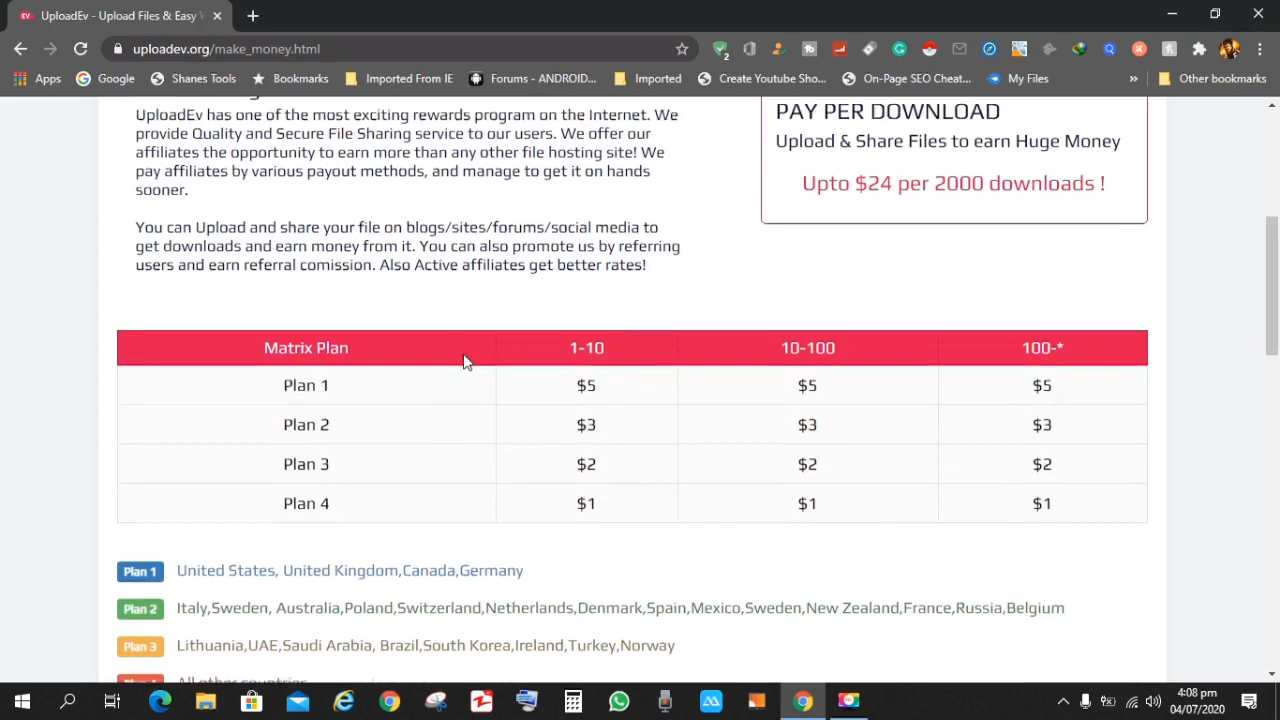 UploadEv - Upload Files & Easy
uploadev.org/make_money.html
2
Apps
Google
Shanes Tools
Bookmarks
Imported From IE
Forums - ANDROID...
Imported
Create Youtube Sho...
On-Page SEO Cheat...
My Files
»
Other bookmarks
UploadEv has one of the most exciting rewards program on the Internet. We
provide Quality and Secure File Sharing service to our users. We offer our
affiliates the opportunity to earn more than any other file hosting site! We
pay affiliates by various payout methods, and manage to get it on hands
sooner.
You can Upload and share your file on blogs/sites/forums/social media to
get downloads and earn money from it. You can also promote us by referring
users and earn referral comission. Also Active affiliates get better rates!
PAY PER DOWNLOAD
Upload & Share Files to earn Huge Money
Upto $24 per 2000 downloads !
Matrix Plan 1-10 10-100 100-*
Plan 1 $5 $5 $5
Plan 2 $3 $3 $3
Plan 3 $2 $2 $2
Plan 4 $1 $1 $1
Plan 1 United States, United Kingdom,Canada,Germany
Plan 2 Italy,Sweden, Australia,Poland,Switzerland,Netherlands,Denmark,Spain,Mexico,Sweden,New Zealand,France,Russia,Belgium
Plan 3 Lithuania,UAE,Saudi Arabia, Brazil,South Korea,Ireland,Turkey,Norway
All other countries
4:08 pm
04/07/2020